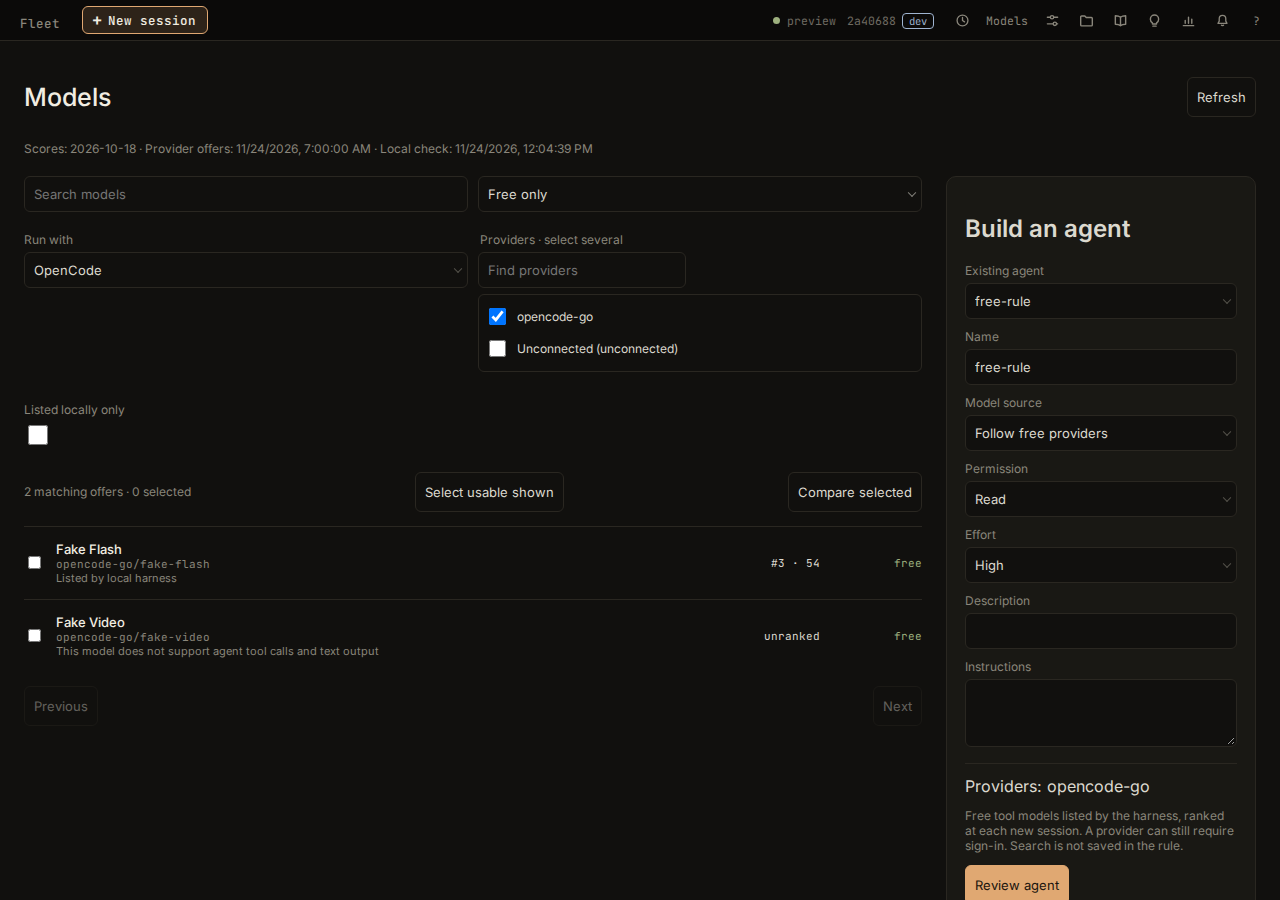 Fleet
+ New session
preview 2a40688 dev
Models
?
Models
Refresh
Scores: 2026-10-18 · Provider offers: 11/24/2026, 7:00:00 AM · Local check: 11/24/2026, 12:04:39 PM
Search models
Free only
Run with
OpenCode
Providers · select several
Find providers
opencode-go
Unconnected (unconnected)
Listed locally only
2 matching offers · 0 selected
Select usable shown
Compare selected
Fake Flash
opencode-go/fake-flash
Listed by local harness
#3 · 54
free
Fake Video
opencode-go/fake-video
This model does not support agent tool calls and text output
unranked
free
Previous
Next
Build an agent
Existing agent
free-rule
Name
free-rule
Model source
Follow free providers
Permission
Read
Effort
High
Description
Instructions
Providers: opencode-go
Free tool models listed by the harness, ranked
at each new session. A provider can still require
sign-in. Search is not saved in the rule.
Review agent